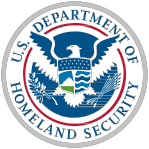 U.S. DEPARTMENT OF
HOMELAND SECURITY